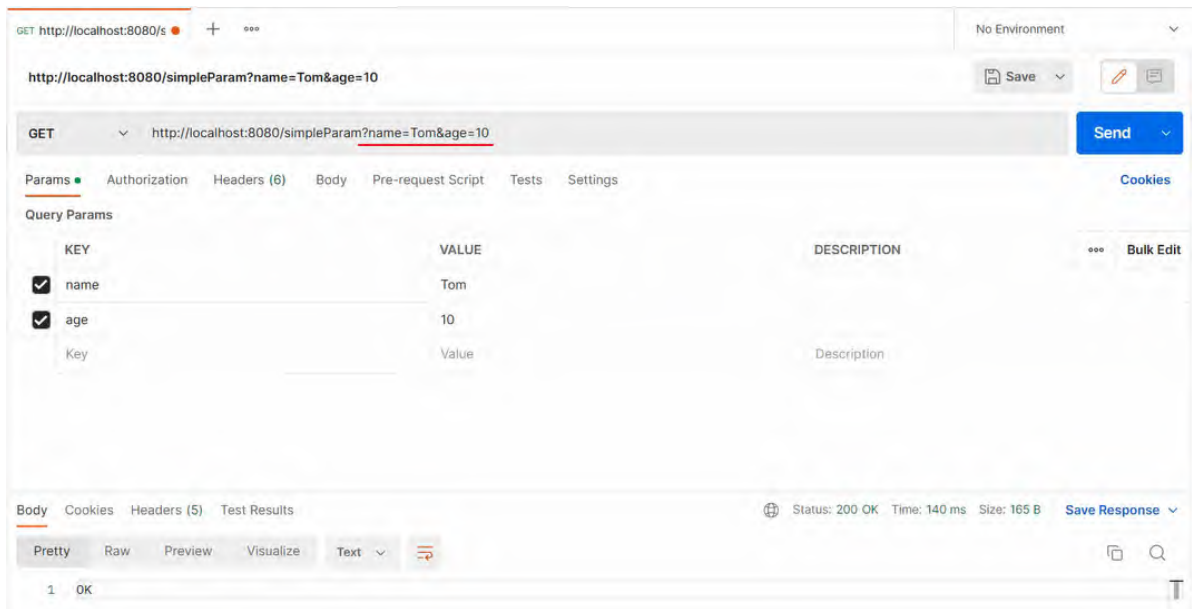 GET http://localhost:8080/s No Environment
http://localhost:8080/simpleParam?name=Tom&age=10 Save
GET http://localhost:8080/simpleParam?name=Tom&age=10 Send
Params Authorization Headers (6) Body Pre-request Script Tests Settings Cookies
Query Params
KEY VALUE DESCRIPTION Bulk Edit
name Tom
age 10
Key Value Description
Body Cookies Headers (5) Test Results Status: 200 OK Time: 140 ms Size: 165 B Save Response
Pretty Raw Preview Visualize Text
1 OK